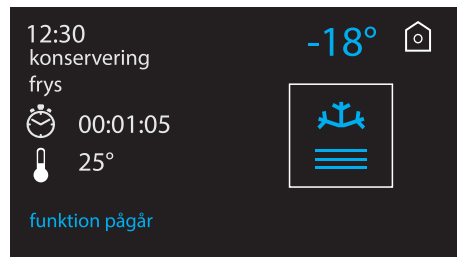 12:30
-18°
konservering
frys
00:01:05
25°
funktion pågår